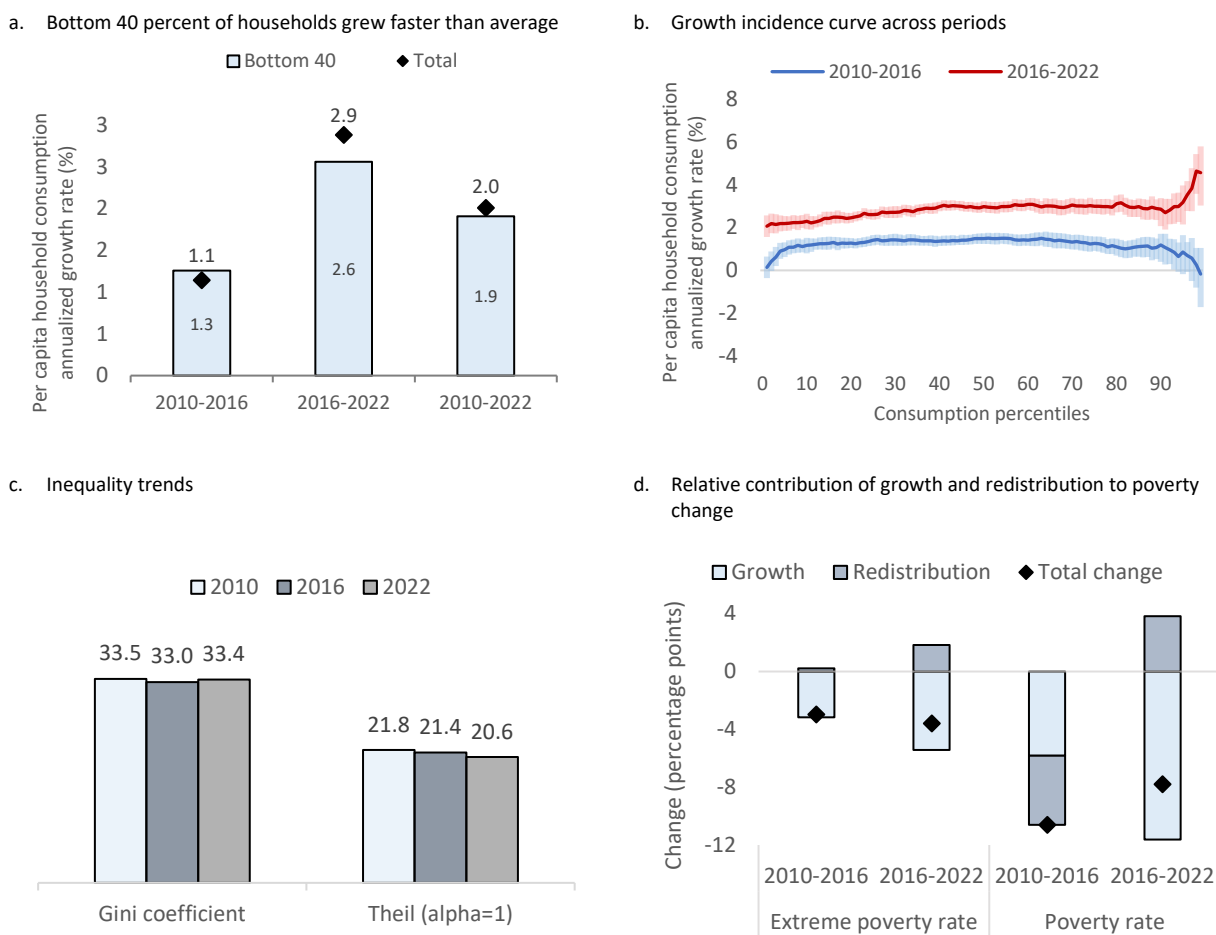 a. Bottom 40 percent of households grew faster than average
Bottom 40 Total
Per capita household consumption
annualized growth rate (%)
3
3
2
2
1
1
0
1.1
1.3
2.9
2.6
2.0
1.9
2010-2016 2016-2022 2010-2022
b. Growth incidence curve across periods
2010-2016 2016-2022
Per capita household consumption
annualized growth rate (%)
8
6
4
2
0
-2
-4
0 10 20 30 40 50 60 70 80 90
Consumption percentiles
c. Inequality trends
2010 2016 2022
33.5 33.0 33.4
21.8 21.4 20.6
Gini coefficient Theil (alpha=1)
d. Relative contribution of growth and redistribution to poverty
change
Growth Redistribution Total change
Change (percentage points)
4
0
-4
-8
-12
2010-2016 2016-2022 2010-2016 2016-2022
Extreme poverty rate Poverty rate